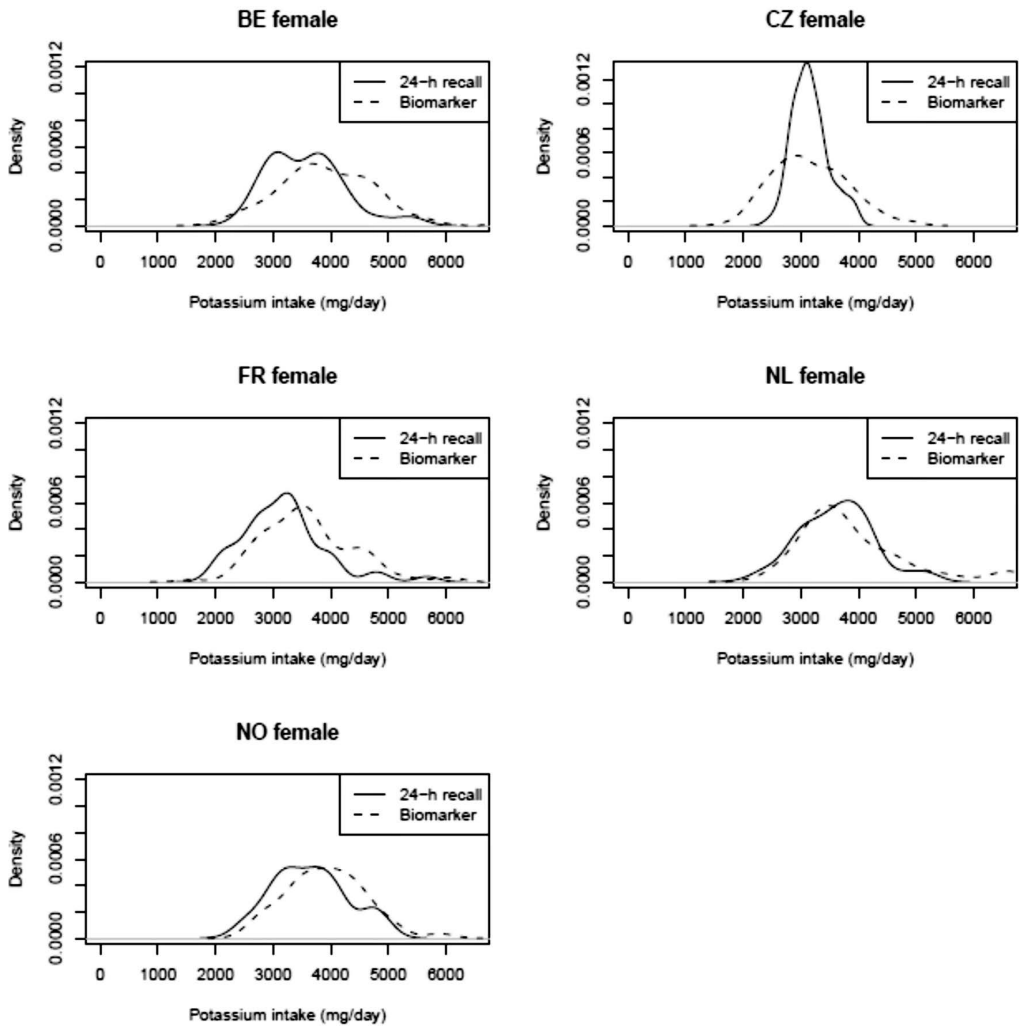 BE female
0.0000 0.0006 0.0012
Density
24−h recall
Biomarker
0 1000 2000 3000 4000 5000 6000
Potassium intake (mg/day)
CZ female
0.0000 0.0006 0.0012
Density
24−h recall
Biomarker
0 1000 2000 3000 4000 5000 6000
Potassium intake (mg/day)
FR female
0.0000 0.0006 0.0012
Density
24−h recall
Biomarker
0 1000 2000 3000 4000 5000 6000
Potassium intake (mg/day)
NL female
0.0000 0.0006 0.0012
Density
24−h recall
Biomarker
0 1000 2000 3000 4000 5000 6000
Potassium intake (mg/day)
NO female
0.0000 0.0006 0.0012
Density
24−h recall
Biomarker
0 1000 2000 3000 4000 5000 6000
Potassium intake (mg/day)